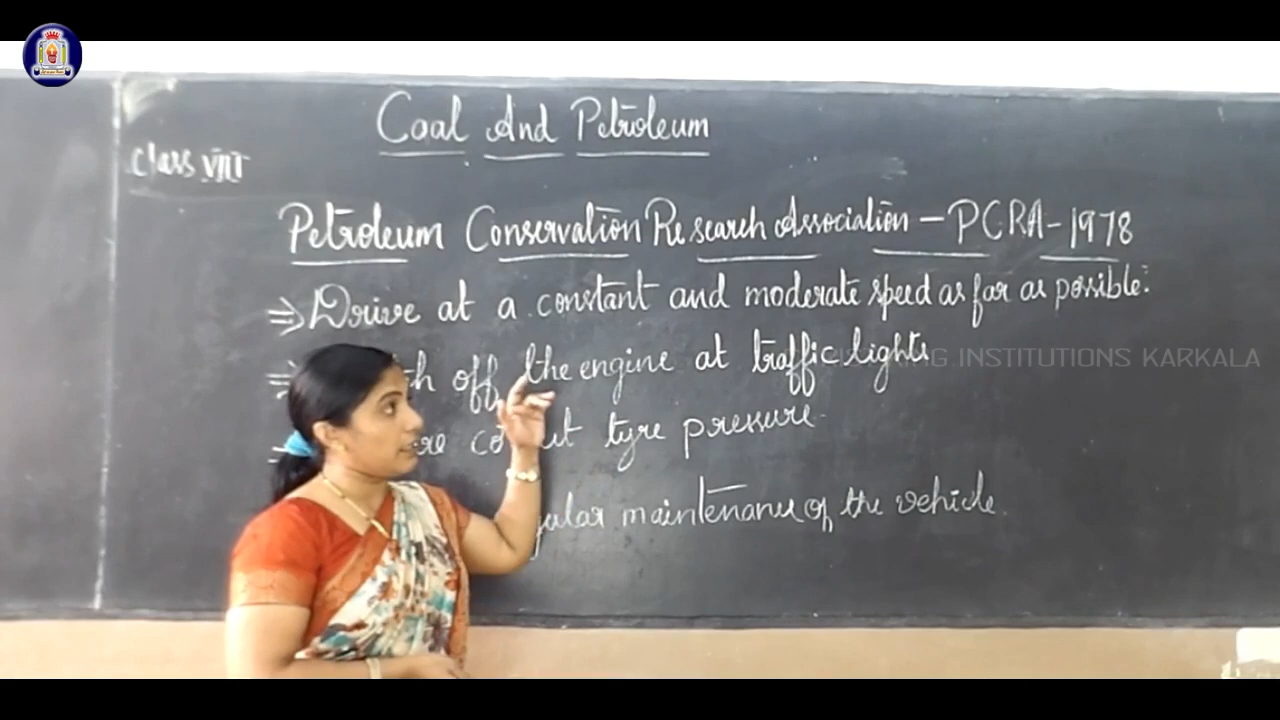 Coal And Petroleum
Class VIII
Petroleum Conservation Research Association – PCRA – 1978
⇒ Drive at a constant and moderate speed as far as possible.
⇒ off the engine at traffic lights
tyre pressure.
maintenance of the vehicle.
INSTITUTIONS KARKALA